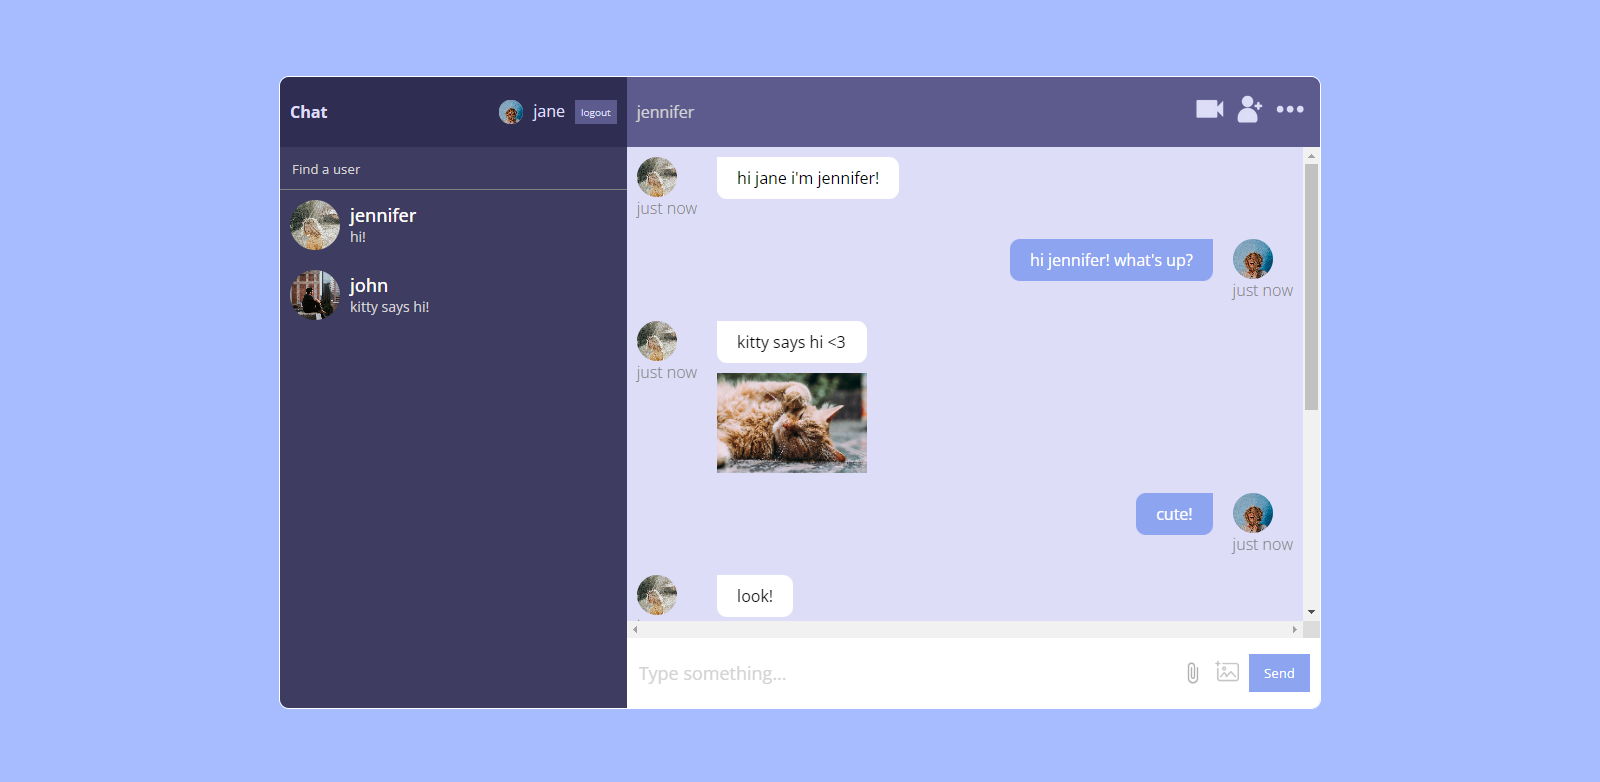 Chat
jane
logout
Find a user
jennifer
hi!
john
kitty says hi!
jennifer
hi jane i'm jennifer!
just now
hi jennifer! what's up?
just now
kitty says hi <3
just now
cute!
just now
look!
Type something...
Send